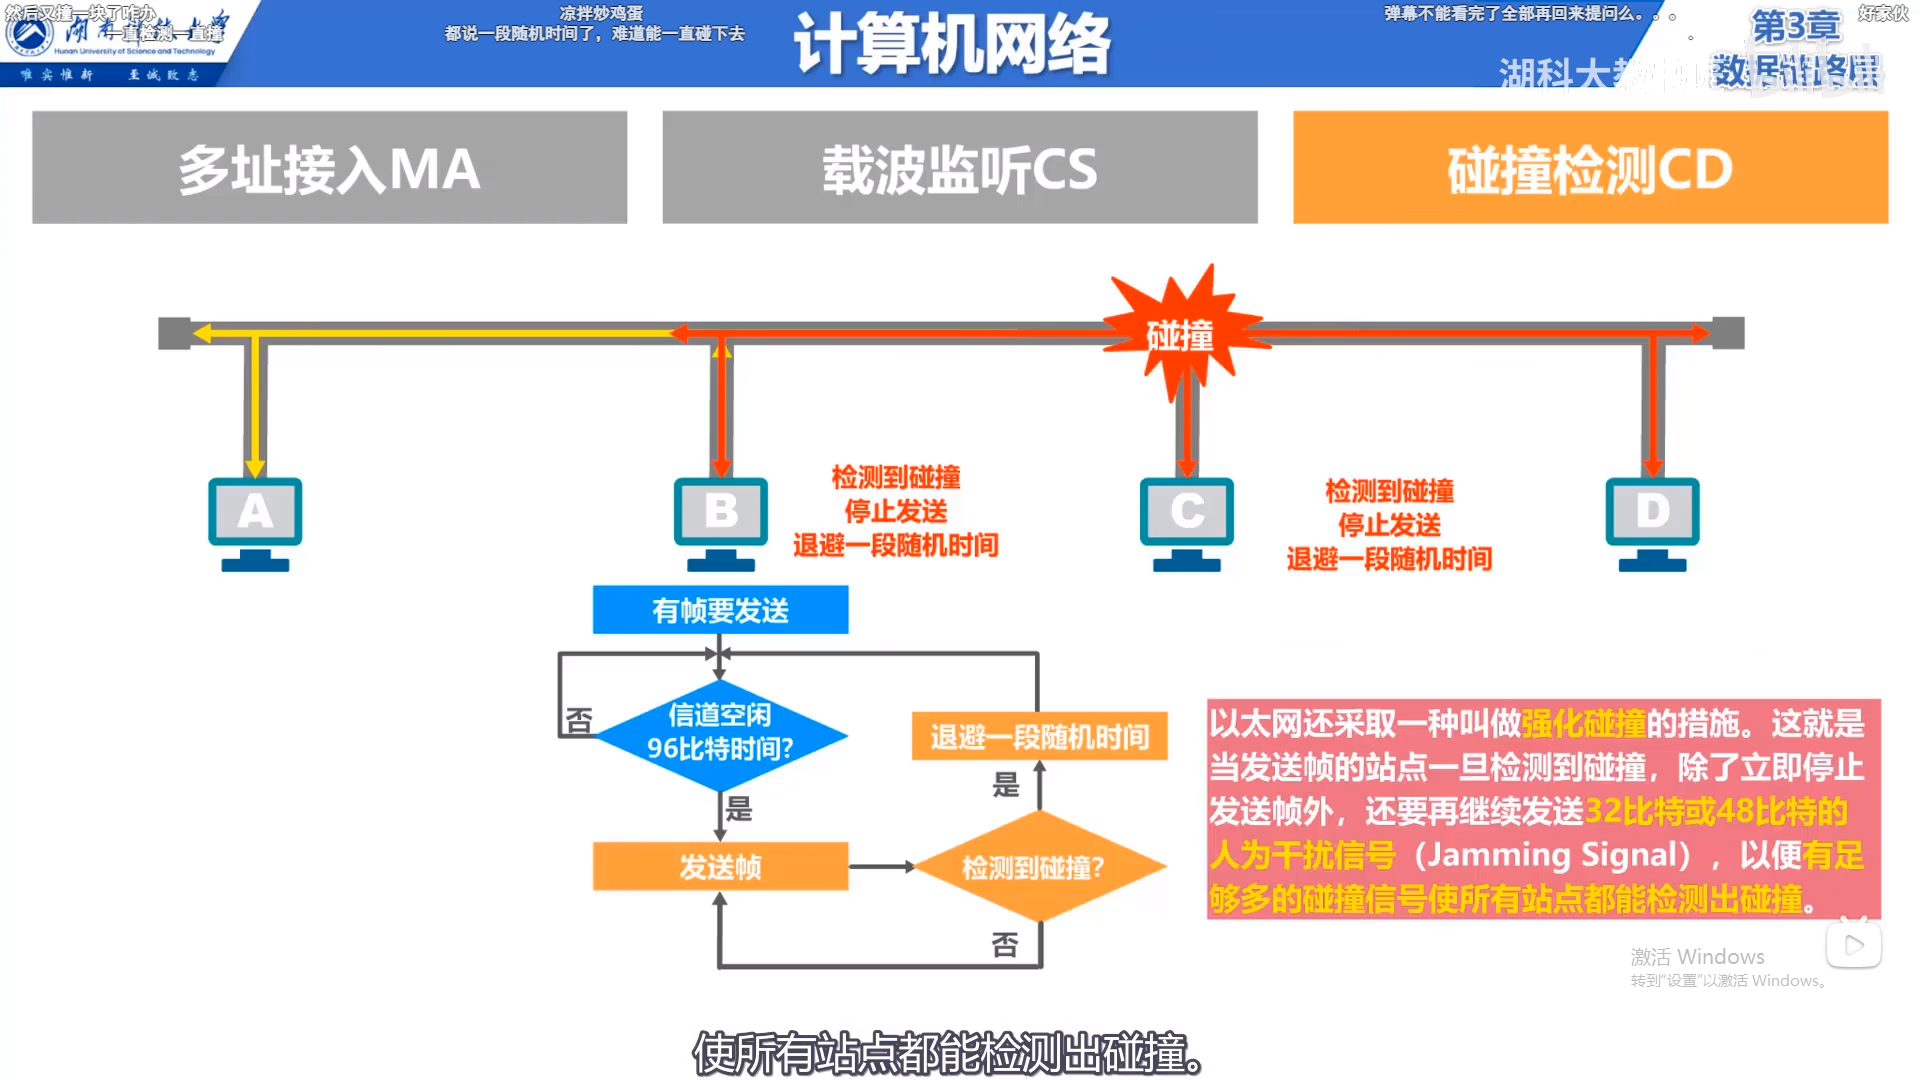 然后又撞一块了咋办
凉拌炒鸡蛋
弹幕不能看完了全部再回来提问么。。。
好家伙
一直检测一直撞
都说一段随机时间了，难道能一直碰下去
Hunan University of Science and Technology
唯实惟新 至诚致志
计算机网络
第3章
数据链路层
湖科大教书匠
多址接入MA
载波监听CS
碰撞检测CD
碰撞
A
B
C
D
检测到碰撞
停止发送
退避一段随机时间
检测到碰撞
停止发送
退避一段随机时间
有帧要发送
信道空闲
96比特时间?
否
是
发送帧
检测到碰撞?
是
否
退避一段随机时间
以太网还采取一种叫做强化碰撞的措施。这就是
当发送帧的站点一旦检测到碰撞，除了立即停止
发送帧外，还要再继续发送32比特或48比特的
人为干扰信号（Jamming Signal），以便有足
够多的碰撞信号使所有站点都能检测出碰撞。
激活 Windows
转到“设置”以激活 Windows。
使所有站点都能检测出碰撞。